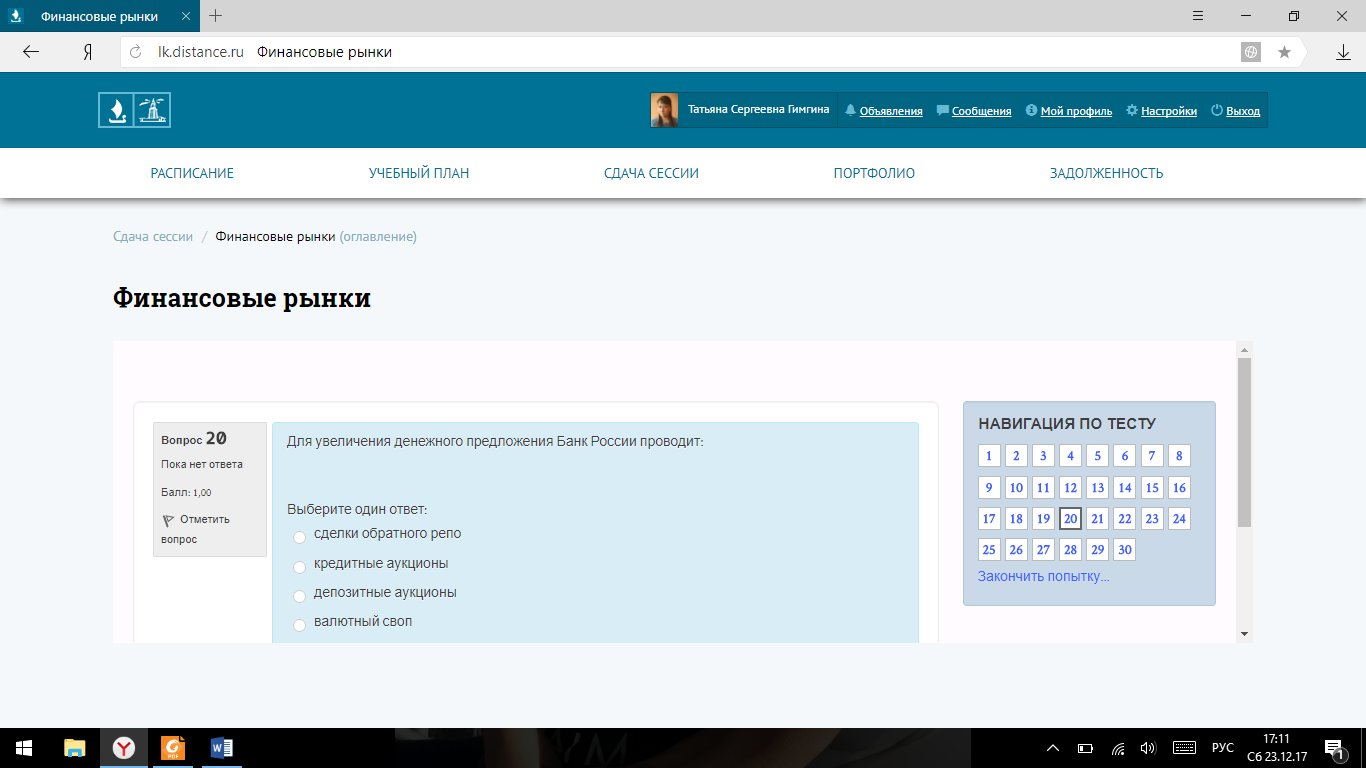 Финансовые рынки
lk.distance.ru Финансовые рынки
Татьяна Сергеевна Гимгина Объявления Сообщения Мой профиль Настройки Выход
РАСПИСАНИЕ УЧЕБНЫЙ ПЛАН СДАЧА СЕССИИ ПОРТФОЛИО ЗАДОЛЖЕННОСТЬ
Сдача сессии / Финансовые рынки (оглавление)
Финансовые рынки
Вопрос 20
Пока нет ответа
Балл: 1,00
Отметить
вопрос
Для увеличения денежного предложения Банк России проводит:
Выберите один ответ:
сделки обратного репо
кредитные аукционы
депозитные аукционы
валютный своп
НАВИГАЦИЯ ПО ТЕСТУ
1 2 3 4 5 6 7 8
9 10 11 12 13 14 15 16
17 18 19 20 21 22 23 24
25 26 27 28 29 30
Закончить попытку...
РУС
17:11
Сб 23.12.17
1